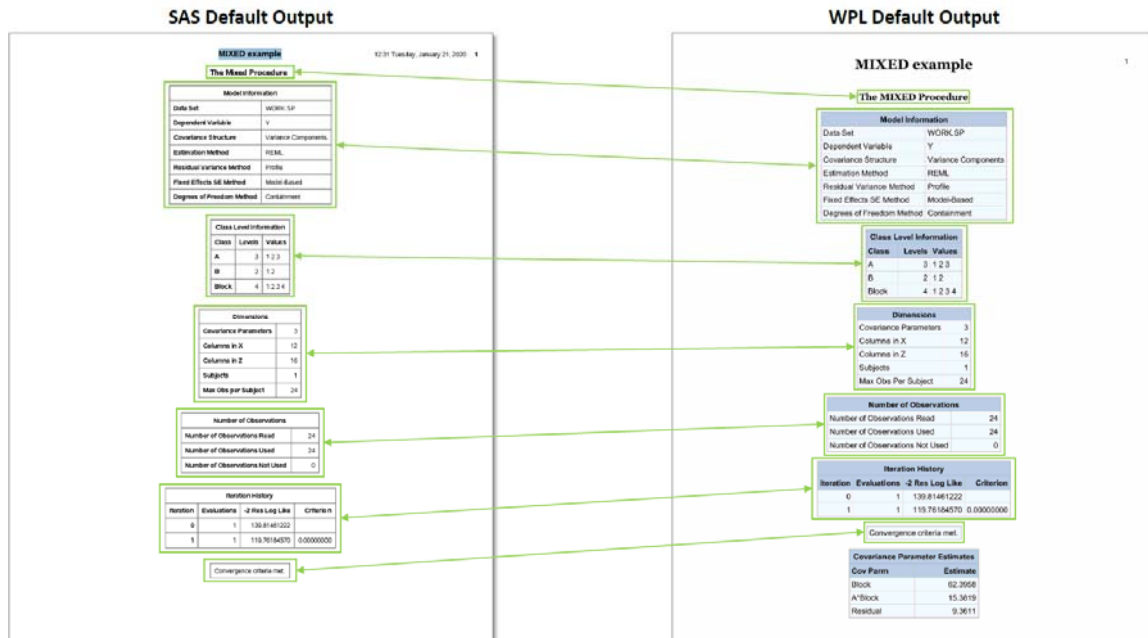 SAS Default Output
MIXED example
12:31 Tuesday, January 21, 2020 1
The Mixed Procedure
Model Information
Data Set WORK.SP
Dependent Variable Y
Covariance Structure Variance Components
Estimation Method REML
Residual Variance Method Profile
Fixed Effects SE Method Model-Based
Degrees of Freedom Method Containment
Class Level Information
Class Levels Values
A 3 1 2 3
B 2 1 2
Block 4 1 2 3 4
Dimensions
Covariance Parameters 3
Columns in X 12
Columns in Z 16
Subjects 1
Max Obs per Subject 24
Number of Observations
Number of Observations Read 24
Number of Observations Used 24
Number of Observations Not Used 0
Iteration History
Iteration Evaluations -2 Res Log Like Criterion
0 1 139.81461222
1 1 119.76184570 0.00000000
Convergence criteria met.
WPL Default Output
MIXED example
1
The MIXED Procedure
Model Information
Data Set WORK.SP
Dependent Variable Y
Covariance Structure Variance Components
Estimation Method REML
Residual Variance Method Profile
Fixed Effects SE Method Model-Based
Degrees of Freedom Method Containment
Class Level Information
Class Levels Values
A 3 1 2 3
B 2 1 2
Block 4 1 2 3 4
Dimensions
Covariance Parameters 3
Columns in X 12
Columns in Z 16
Subjects 1
Max Obs Per Subject 24
Number of Observations
Number of Observations Read 24
Number of Observations Used 24
Number of Observations Not Used 0
Iteration History
Iteration Evaluations -2 Res Log Like Criterion
0 1 139.81461222
1 1 119.76184570 0.00000000
Convergence criteria met.
Covariance Parameter Estimates
Cov Parm Estimate
Block 62.3958
A*Block 15.3819
Residual 9.3611